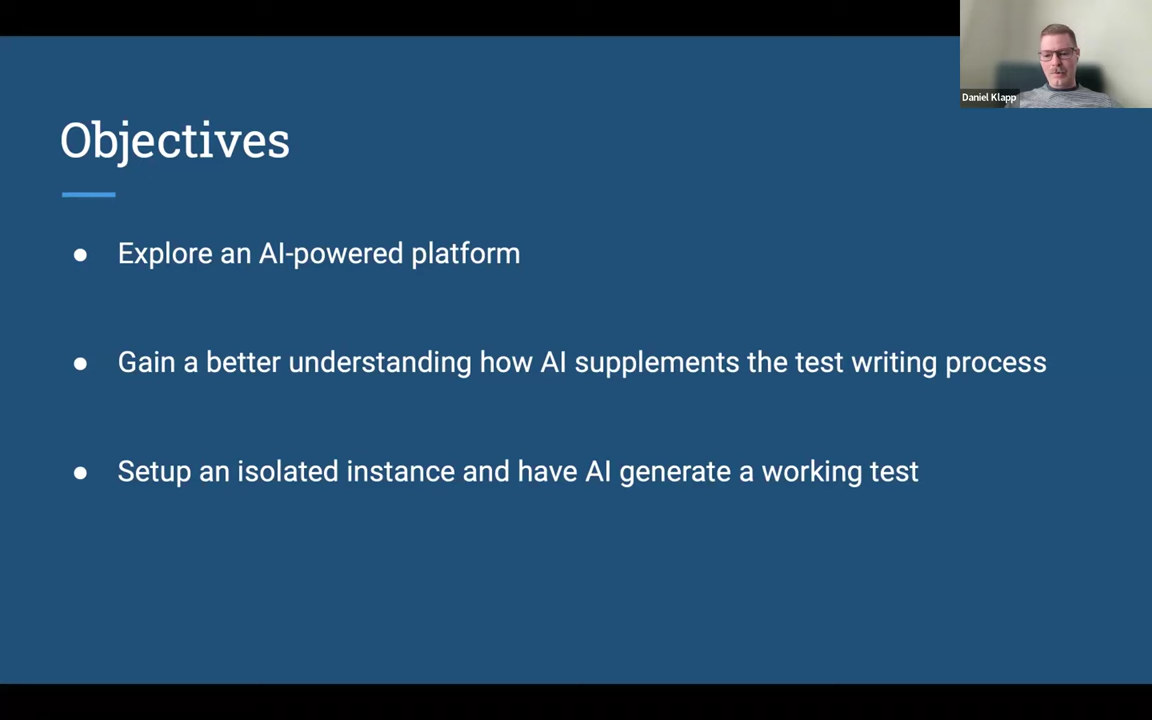 Daniel Klapp
Objectives
● Explore an AI-powered platform
● Gain a better understanding how AI supplements the test writing process
● Setup an isolated instance and have AI generate a working test